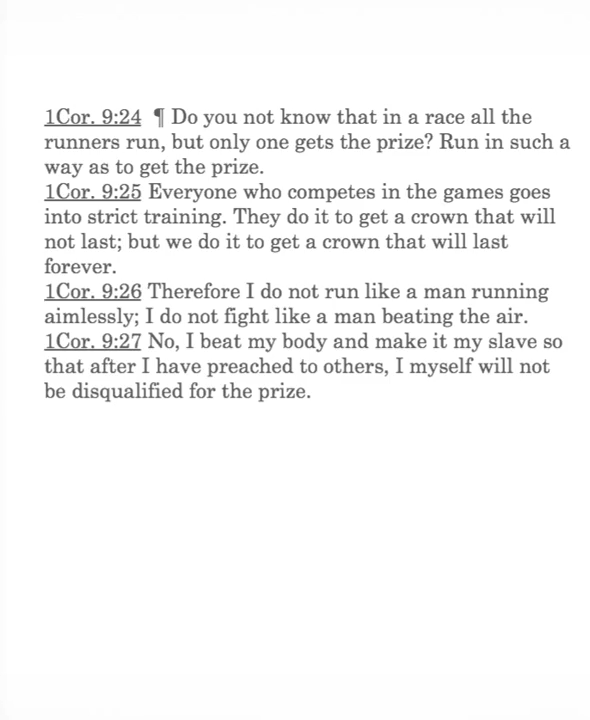 1Cor. 9:24 ¶ Do you not know that in a race all the
runners run, but only one gets the prize? Run in such a
way as to get the prize.
1Cor. 9:25 Everyone who competes in the games goes
into strict training. They do it to get a crown that will
not last; but we do it to get a crown that will last
forever.
1Cor. 9:26 Therefore I do not run like a man running
aimlessly; I do not fight like a man beating the air.
1Cor. 9:27 No, I beat my body and make it my slave so
that after I have preached to others, I myself will not
be disqualified for the prize.